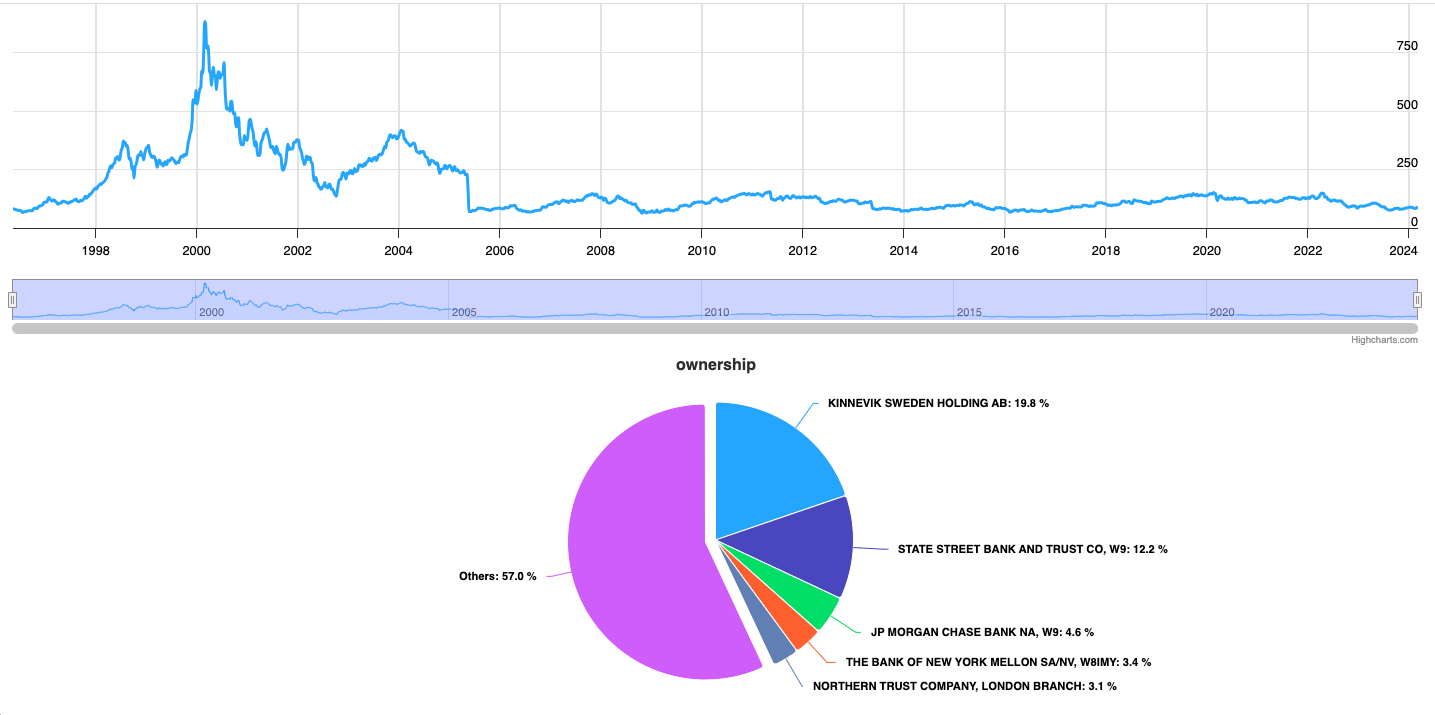 750
500
250
0
1998 2000 2002 2004 2006 2008 2010 2012 2014 2016 2018 2020 2022 2024
2000 2005 2010 2015 2020
Highcharts.com
ownership
KINNEVIK SWEDEN HOLDING AB: 19.8 %
STATE STREET BANK AND TRUST CO, W9: 12.2 %
Others: 57.0 %
JP MORGAN CHASE BANK NA, W9: 4.6 %
THE BANK OF NEW YORK MELLON SA/NV, W8IMY: 3.4 %
NORTHERN TRUST COMPANY, LONDON BRANCH: 3.1 %